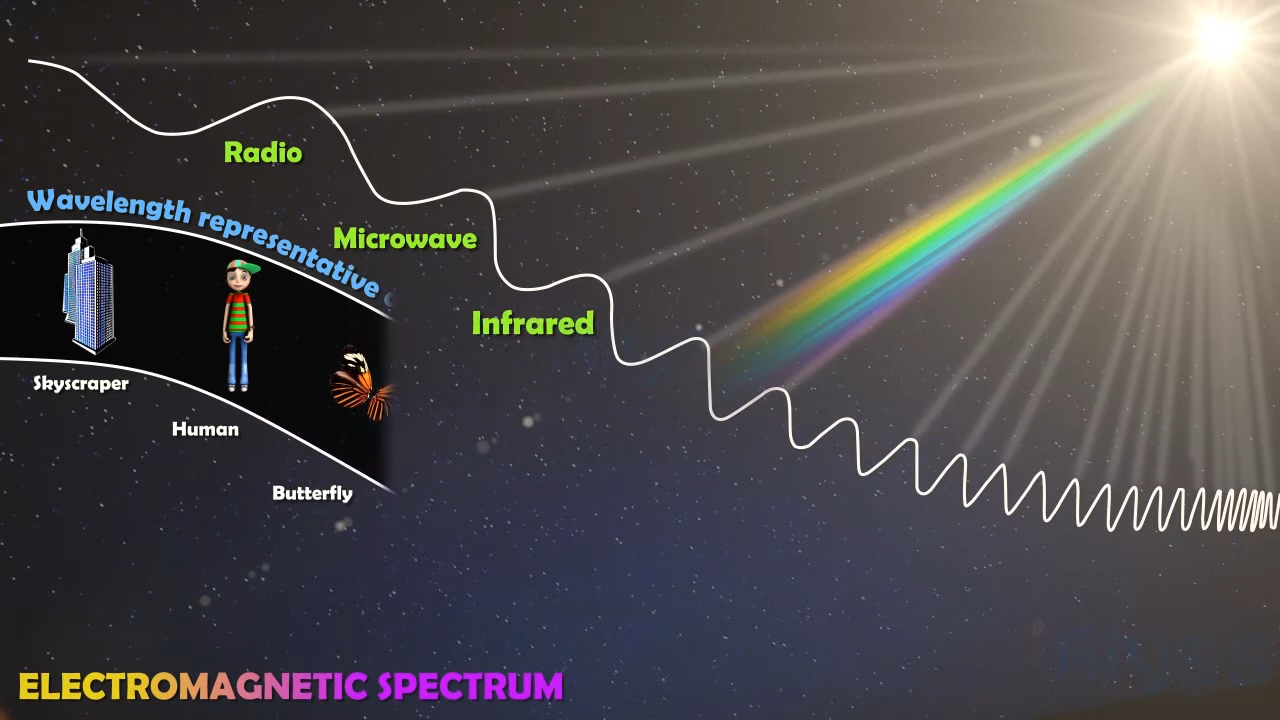 Radio
Wavelength representative
Microwave
Infrared
Skyscraper
Human
Butterfly
ELECTROMAGNETIC SPECTRUM